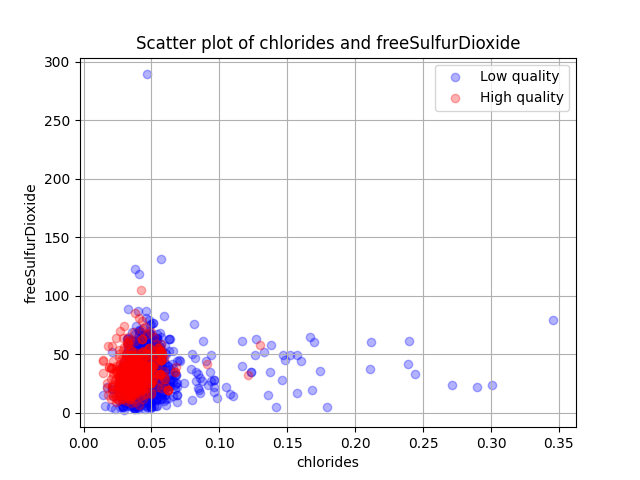 Scatter plot of chlorides and freeSulfurDioxide
Low quality
High quality
300
250
200
150
100
50
0
freeSulfurDioxide
0.00 0.05 0.10 0.15 0.20 0.25 0.30 0.35
chlorides